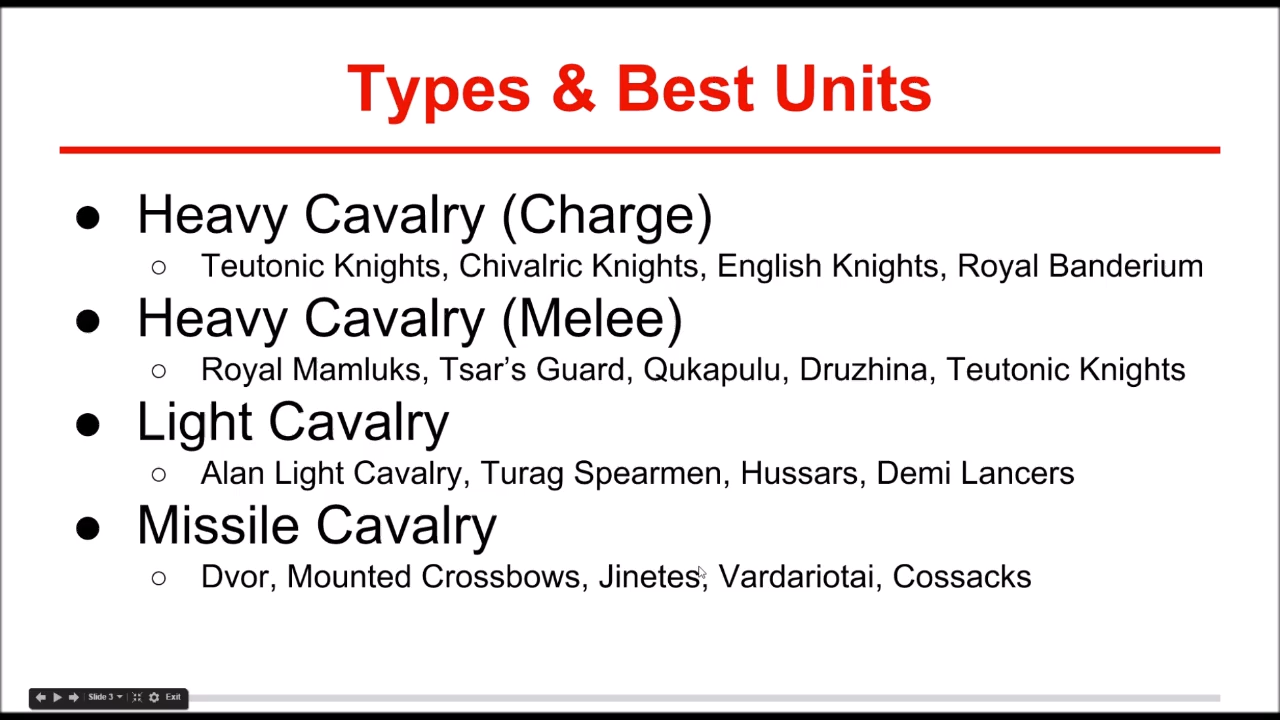 Types & Best Units
● Heavy Cavalry (Charge)
○ Teutonic Knights, Chivalric Knights, English Knights, Royal Banderium
● Heavy Cavalry (Melee)
○ Royal Mamluks, Tsar’s Guard, Qukapulu, Druzhina, Teutonic Knights
● Light Cavalry
○ Alan Light Cavalry, Turag Spearmen, Hussars, Demi Lancers
● Missile Cavalry
○ Dvor, Mounted Crossbows, Jinetes, Vardariotai, Cossacks
Slide 3 Exit